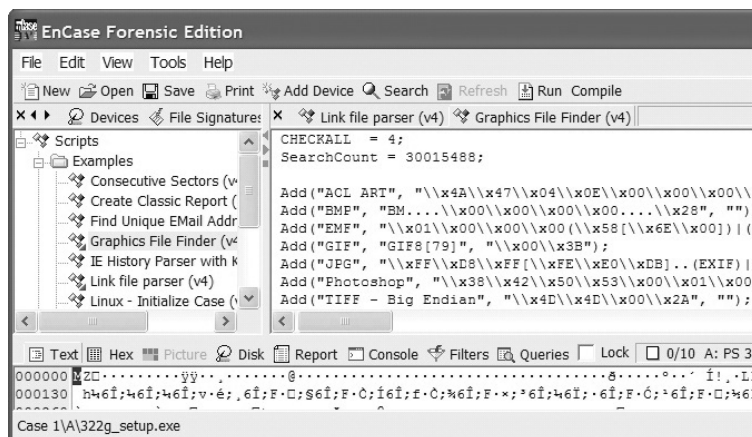 EnCase Forensic Edition
File Edit View Tools Help
New Open Save Print Add Device Search Refresh Run Compile
Devices File Signatures Link file parser (v4) Graphics File Finder (v4)
Scripts
Examples
Consecutive Sectors (v
Create Classic Report (
Find Unique EMail Addr
Graphics File Finder (v4
IE History Parser with K
Link file parser (v4)
Linux - Initialize Case (
CHECKALL = 4;
SearchCount = 30015488;
Add("ACL ART", "\\x4A\\x47\\x04\\x0E\\x00\\x00\\x00\\
Add("BMP", "BM....\\x00\\x00\\x00\\x00....\\x28", "")
Add("EMF", "\\x01\\x00\\x00\\x00(\\x58[\\x6E\\x00])|(
Add("GIF", "GIF8[79]", "\\x00\\x3B");
Add("JPG", "\\xFF\\xD8\\xFF[\\xFE\\xE0\\xDB]..(EXIF)|
Add("Photoshop", "\\x38\\x42\\x50\\x53\\x00\\x01\\x00
Add("TIFF - Big Endian", "\\x4D\\x4D\\x00\\x2A", "");
Text Hex Picture Disk Report Console Filters Queries Lock 0/10 A: PS 3
000000 MZ
000130
Case 1\A\322g_setup.exe